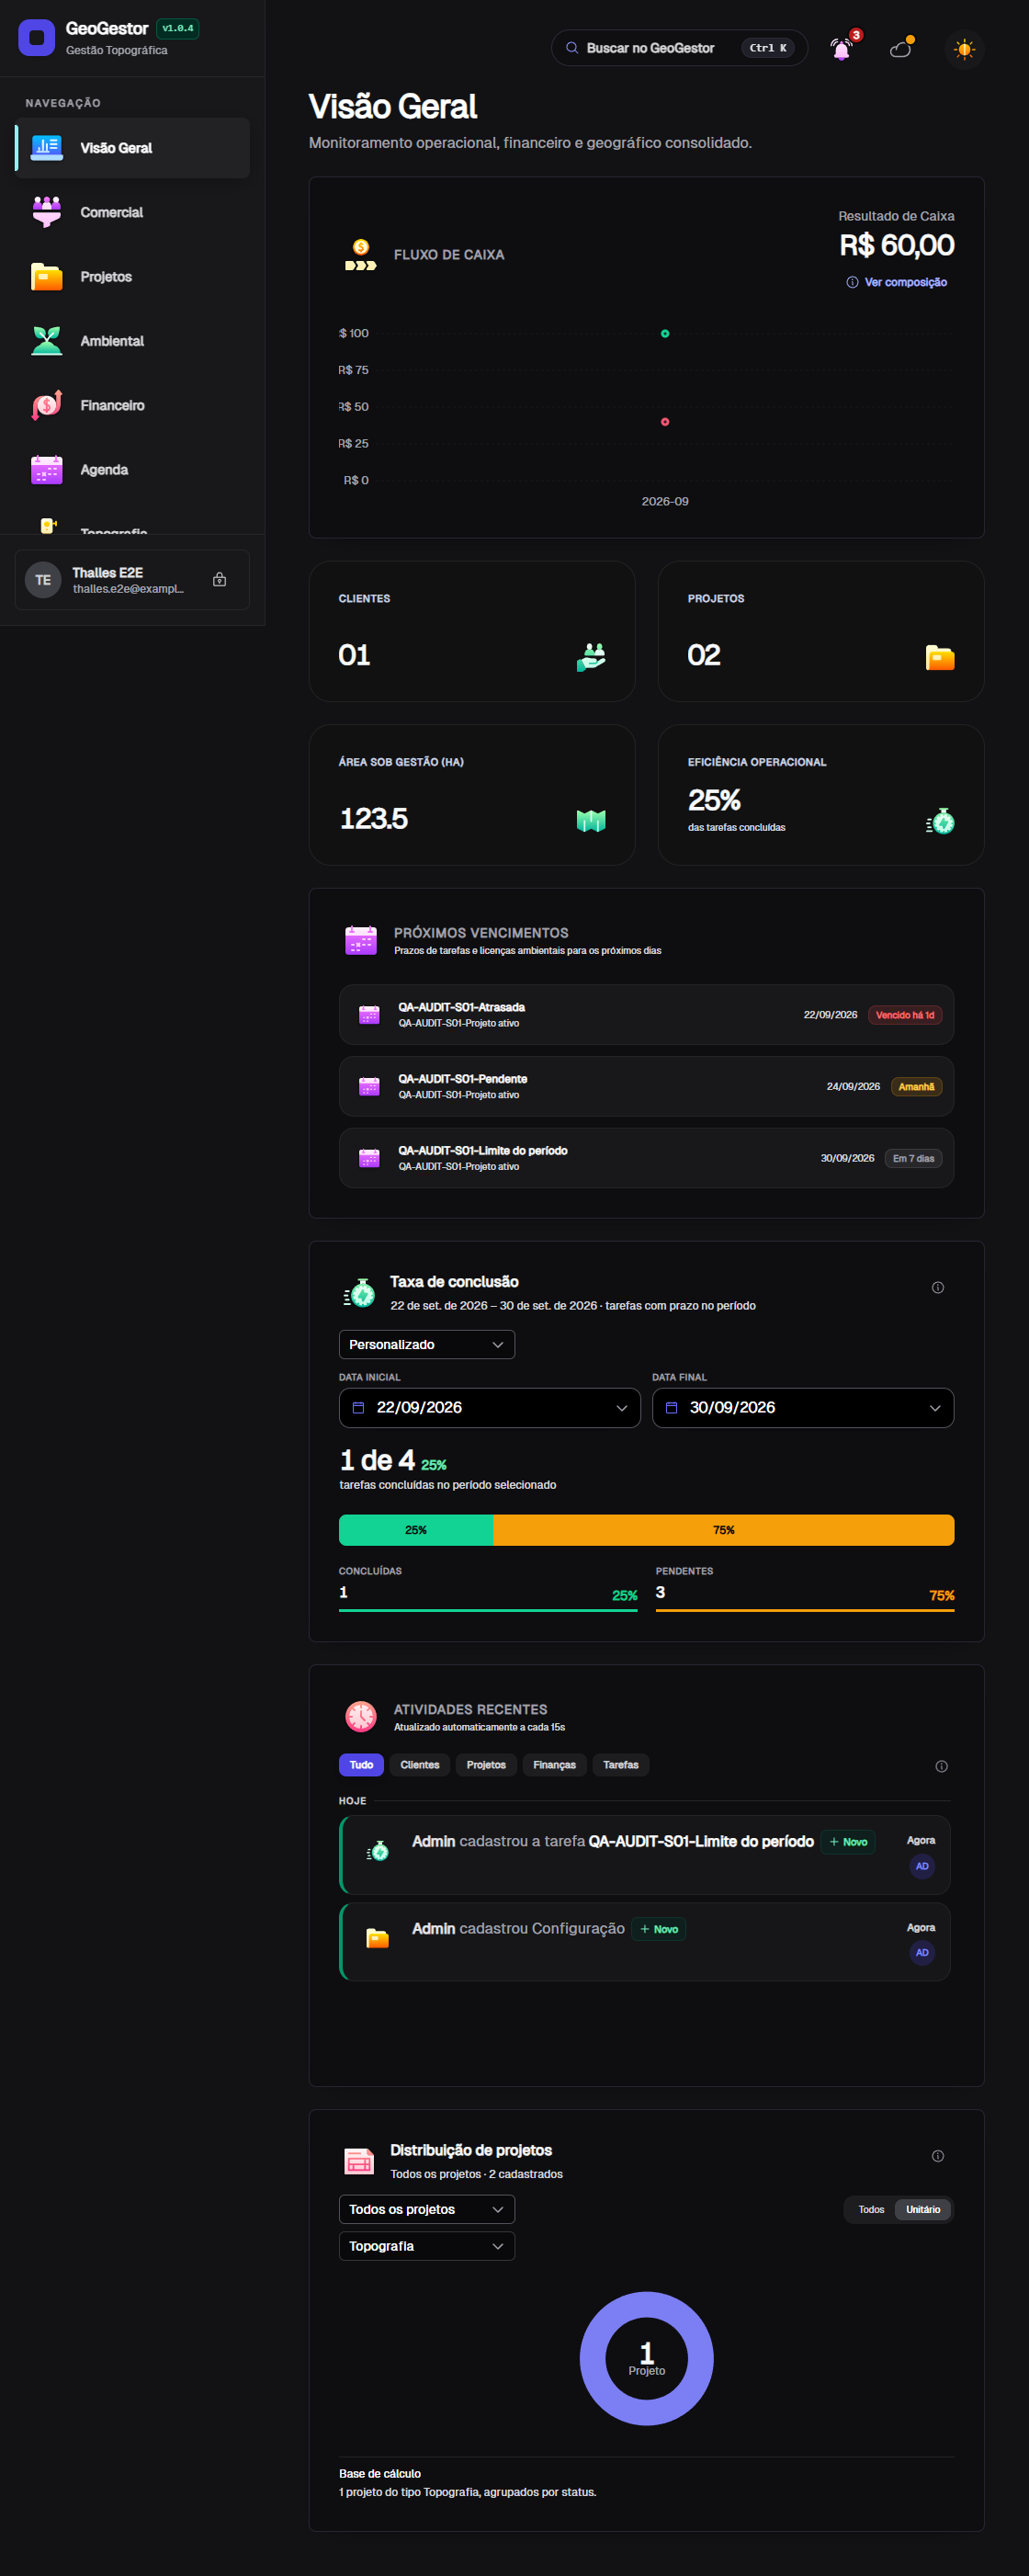 GeoGestor v1.0.4
Gestão Topográfica
NAVEGAÇÃO
Visão Geral
Comercial
Projetos
Ambiental
Financeiro
Agenda
Topografia
TE
Thalles E2E
thalles.e2e@exampl...
Buscar no GeoGestor Ctrl K
3
Visão Geral
Monitoramento operacional, financeiro e geográfico consolidado.
FLUXO DE CAIXA
Resultado de Caixa
R$ 60,00
Ver composição
$ 100
R$ 75
R$ 50
R$ 25
R$ 0
2026-09
CLIENTES
01
PROJETOS
02
ÁREA SOB GESTÃO (HA)
123.5
EFICIÊNCIA OPERACIONAL
25%
das tarefas concluídas
PRÓXIMOS VENCIMENTOS
Prazos de tarefas e licenças ambientais para os próximos dias
QA-AUDIT-S01-Atrasada
QA-AUDIT-S01-Projeto ativo
22/09/2026 Vencido há 1d
QA-AUDIT-S01-Pendente
QA-AUDIT-S01-Projeto ativo
24/09/2026 Amanhã
QA-AUDIT-S01-Limite do período
QA-AUDIT-S01-Projeto ativo
30/09/2026 Em 7 dias
Taxa de conclusão
22 de set. de 2026 – 30 de set. de 2026 · tarefas com prazo no período
Personalizado
DATA INICIAL
22/09/2026
DATA FINAL
30/09/2026
1 de 4 25%
tarefas concluídas no período selecionado
25% 75%
CONCLUÍDAS
1 25%
PENDENTES
3 75%
ATIVIDADES RECENTES
Atualizado automaticamente a cada 15s
Tudo Clientes Projetos Finanças Tarefas
HOJE
Admin cadastrou a tarefa QA-AUDIT-S01-Limite do período + Novo
Agora
AD
Admin cadastrou Configuração + Novo
Agora
AD
Distribuição de projetos
Todos os projetos · 2 cadastrados
Todos os projetos
Todos Unitário
Topografia
1
Projeto
Base de cálculo
1 projeto do tipo Topografia, agrupados por status.